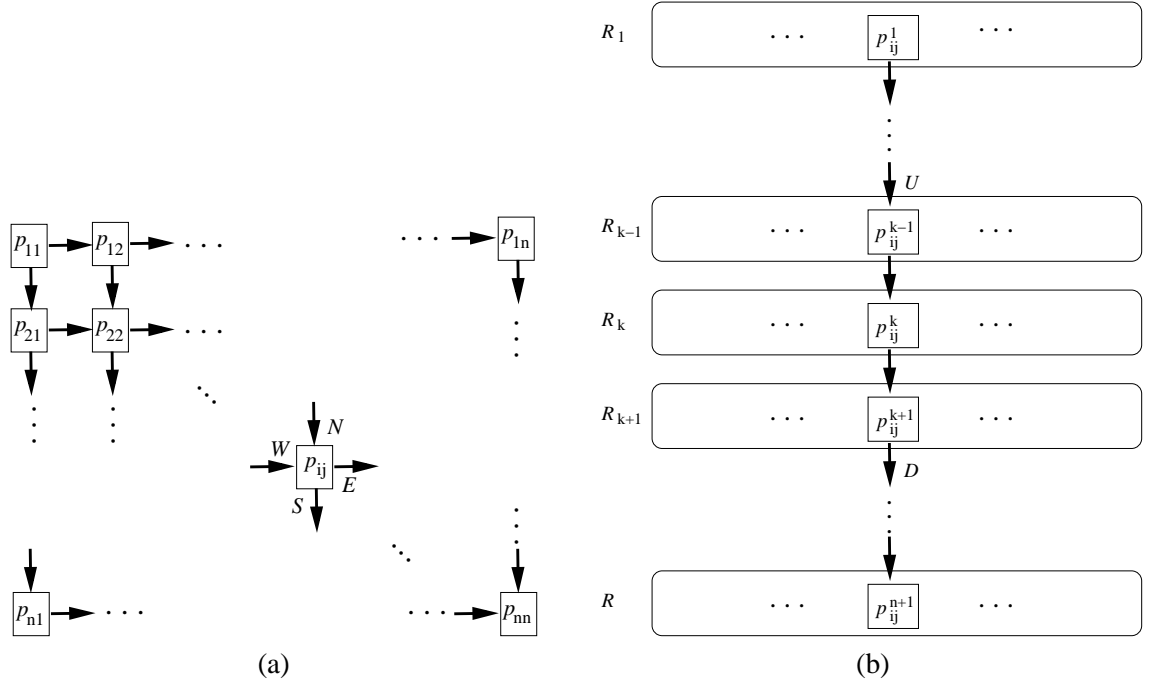 p11 p12 . . . . . . p1n
p21 p22 . . .
N
W pij E
S
pn1 . . . . . . pnn
(a)
R1 . . . p1ij . . .
U
Rk−1 . . . pk−1ij . . .
Rk . . . pkij . . .
Rk+1 . . . pk+1ij . . .
D
R . . . pn+1ij . . .
(b)